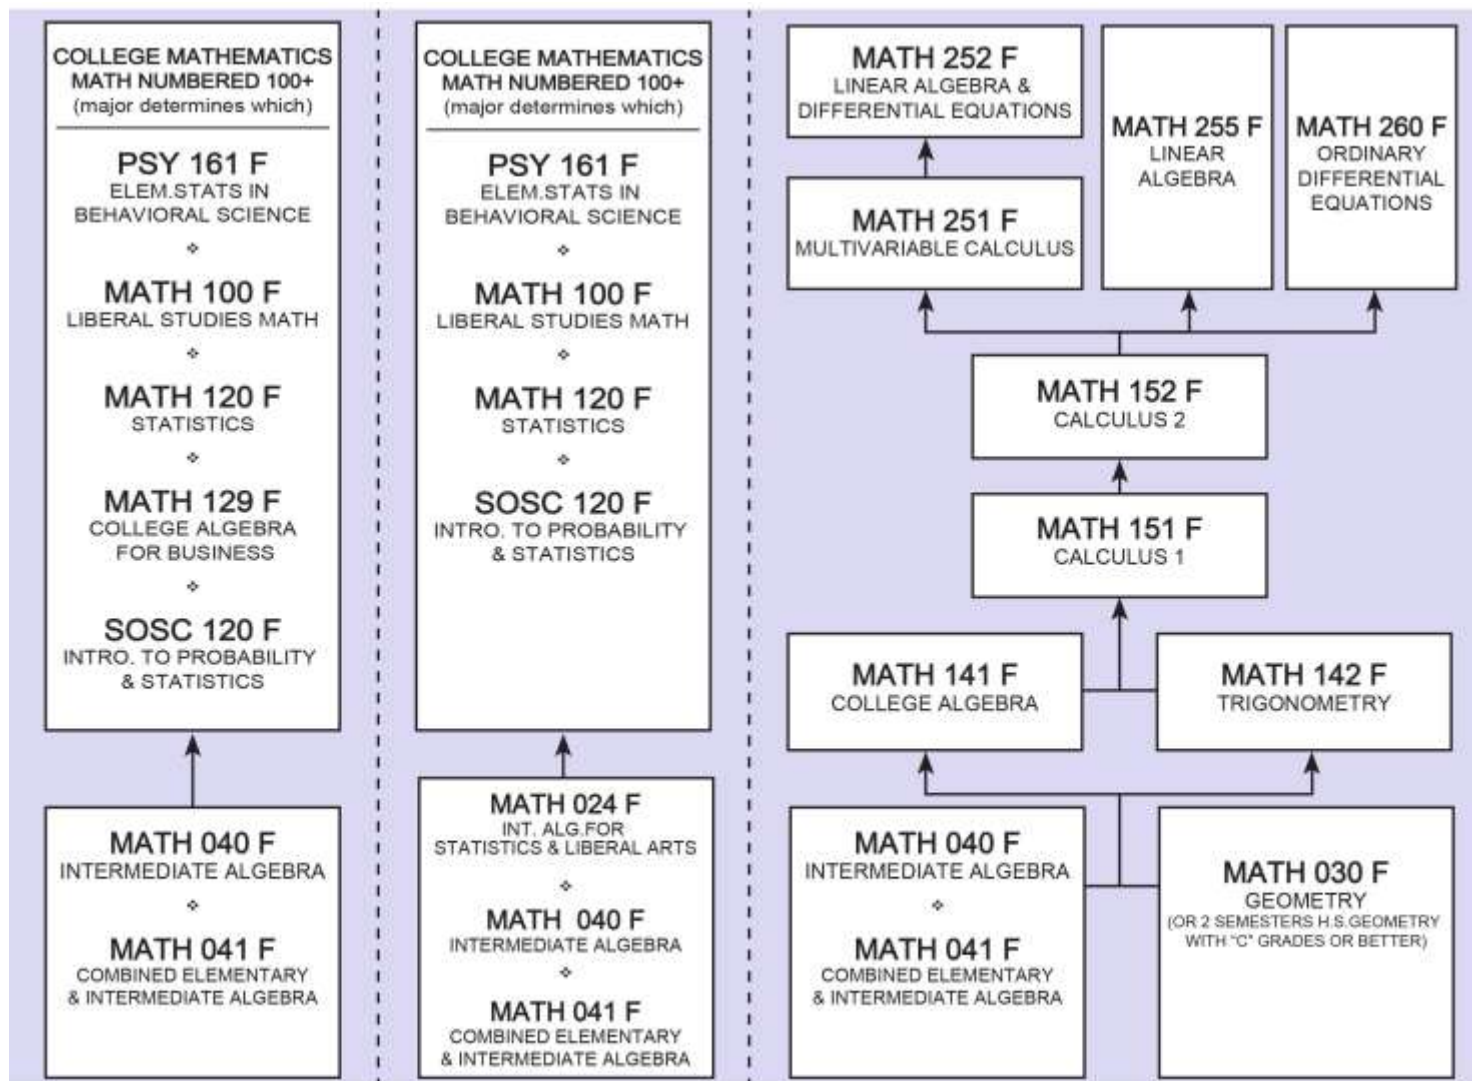 COLLEGE MATHEMATICS
MATH NUMBERED 100+
(major determines which)
PSY 161 F
ELEM.STATS IN
BEHAVIORAL SCIENCE
MATH 100 F
LIBERAL STUDIES MATH
MATH 120 F
STATISTICS
MATH 129 F
COLLEGE ALGEBRA
FOR BUSINESS
SOSC 120 F
INTRO. TO PROBABILITY
& STATISTICS
MATH 040 F
INTERMEDIATE ALGEBRA
MATH 041 F
COMBINED ELEMENTARY
& INTERMEDIATE ALGEBRA
COLLEGE MATHEMATICS
MATH NUMBERED 100+
(major determines which)
PSY 161 F
ELEM.STATS IN
BEHAVIORAL SCIENCE
MATH 100 F
LIBERAL STUDIES MATH
MATH 120 F
STATISTICS
SOSC 120 F
INTRO. TO PROBABILITY
& STATISTICS
MATH 024 F
INT. ALG.FOR
STATISTICS & LIBERAL ARTS
MATH 040 F
INTERMEDIATE ALGEBRA
MATH 041 F
COMBINED ELEMENTARY
& INTERMEDIATE ALGEBRA
MATH 252 F
LINEAR ALGEBRA &
DIFFERENTIAL EQUATIONS
MATH 251 F
MULTIVARIABLE CALCULUS
MATH 255 F
LINEAR
ALGEBRA
MATH 260 F
ORDINARY
DIFFERENTIAL
EQUATIONS
MATH 152 F
CALCULUS 2
MATH 151 F
CALCULUS 1
MATH 141 F
COLLEGE ALGEBRA
MATH 142 F
TRIGONOMETRY
MATH 040 F
INTERMEDIATE ALGEBRA
MATH 041 F
COMBINED ELEMENTARY
& INTERMEDIATE ALGEBRA
MATH 030 F
GEOMETRY
(OR 2 SEMESTERS H.S.GEOMETRY
WITH "C" GRADES OR BETTER)